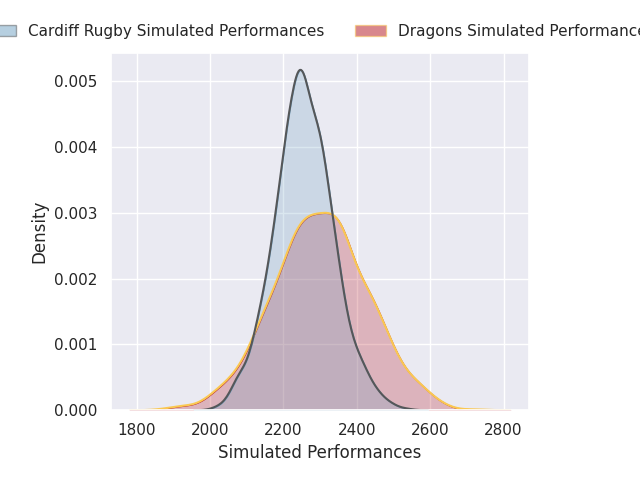 Cardiff Rugby Simulated Performances
Dragons Simulated Performance
0.005
0.004
0.003
0.002
0.001
0.000
Density
1800 2000 2200 2400 2600 2800
Simulated Performances